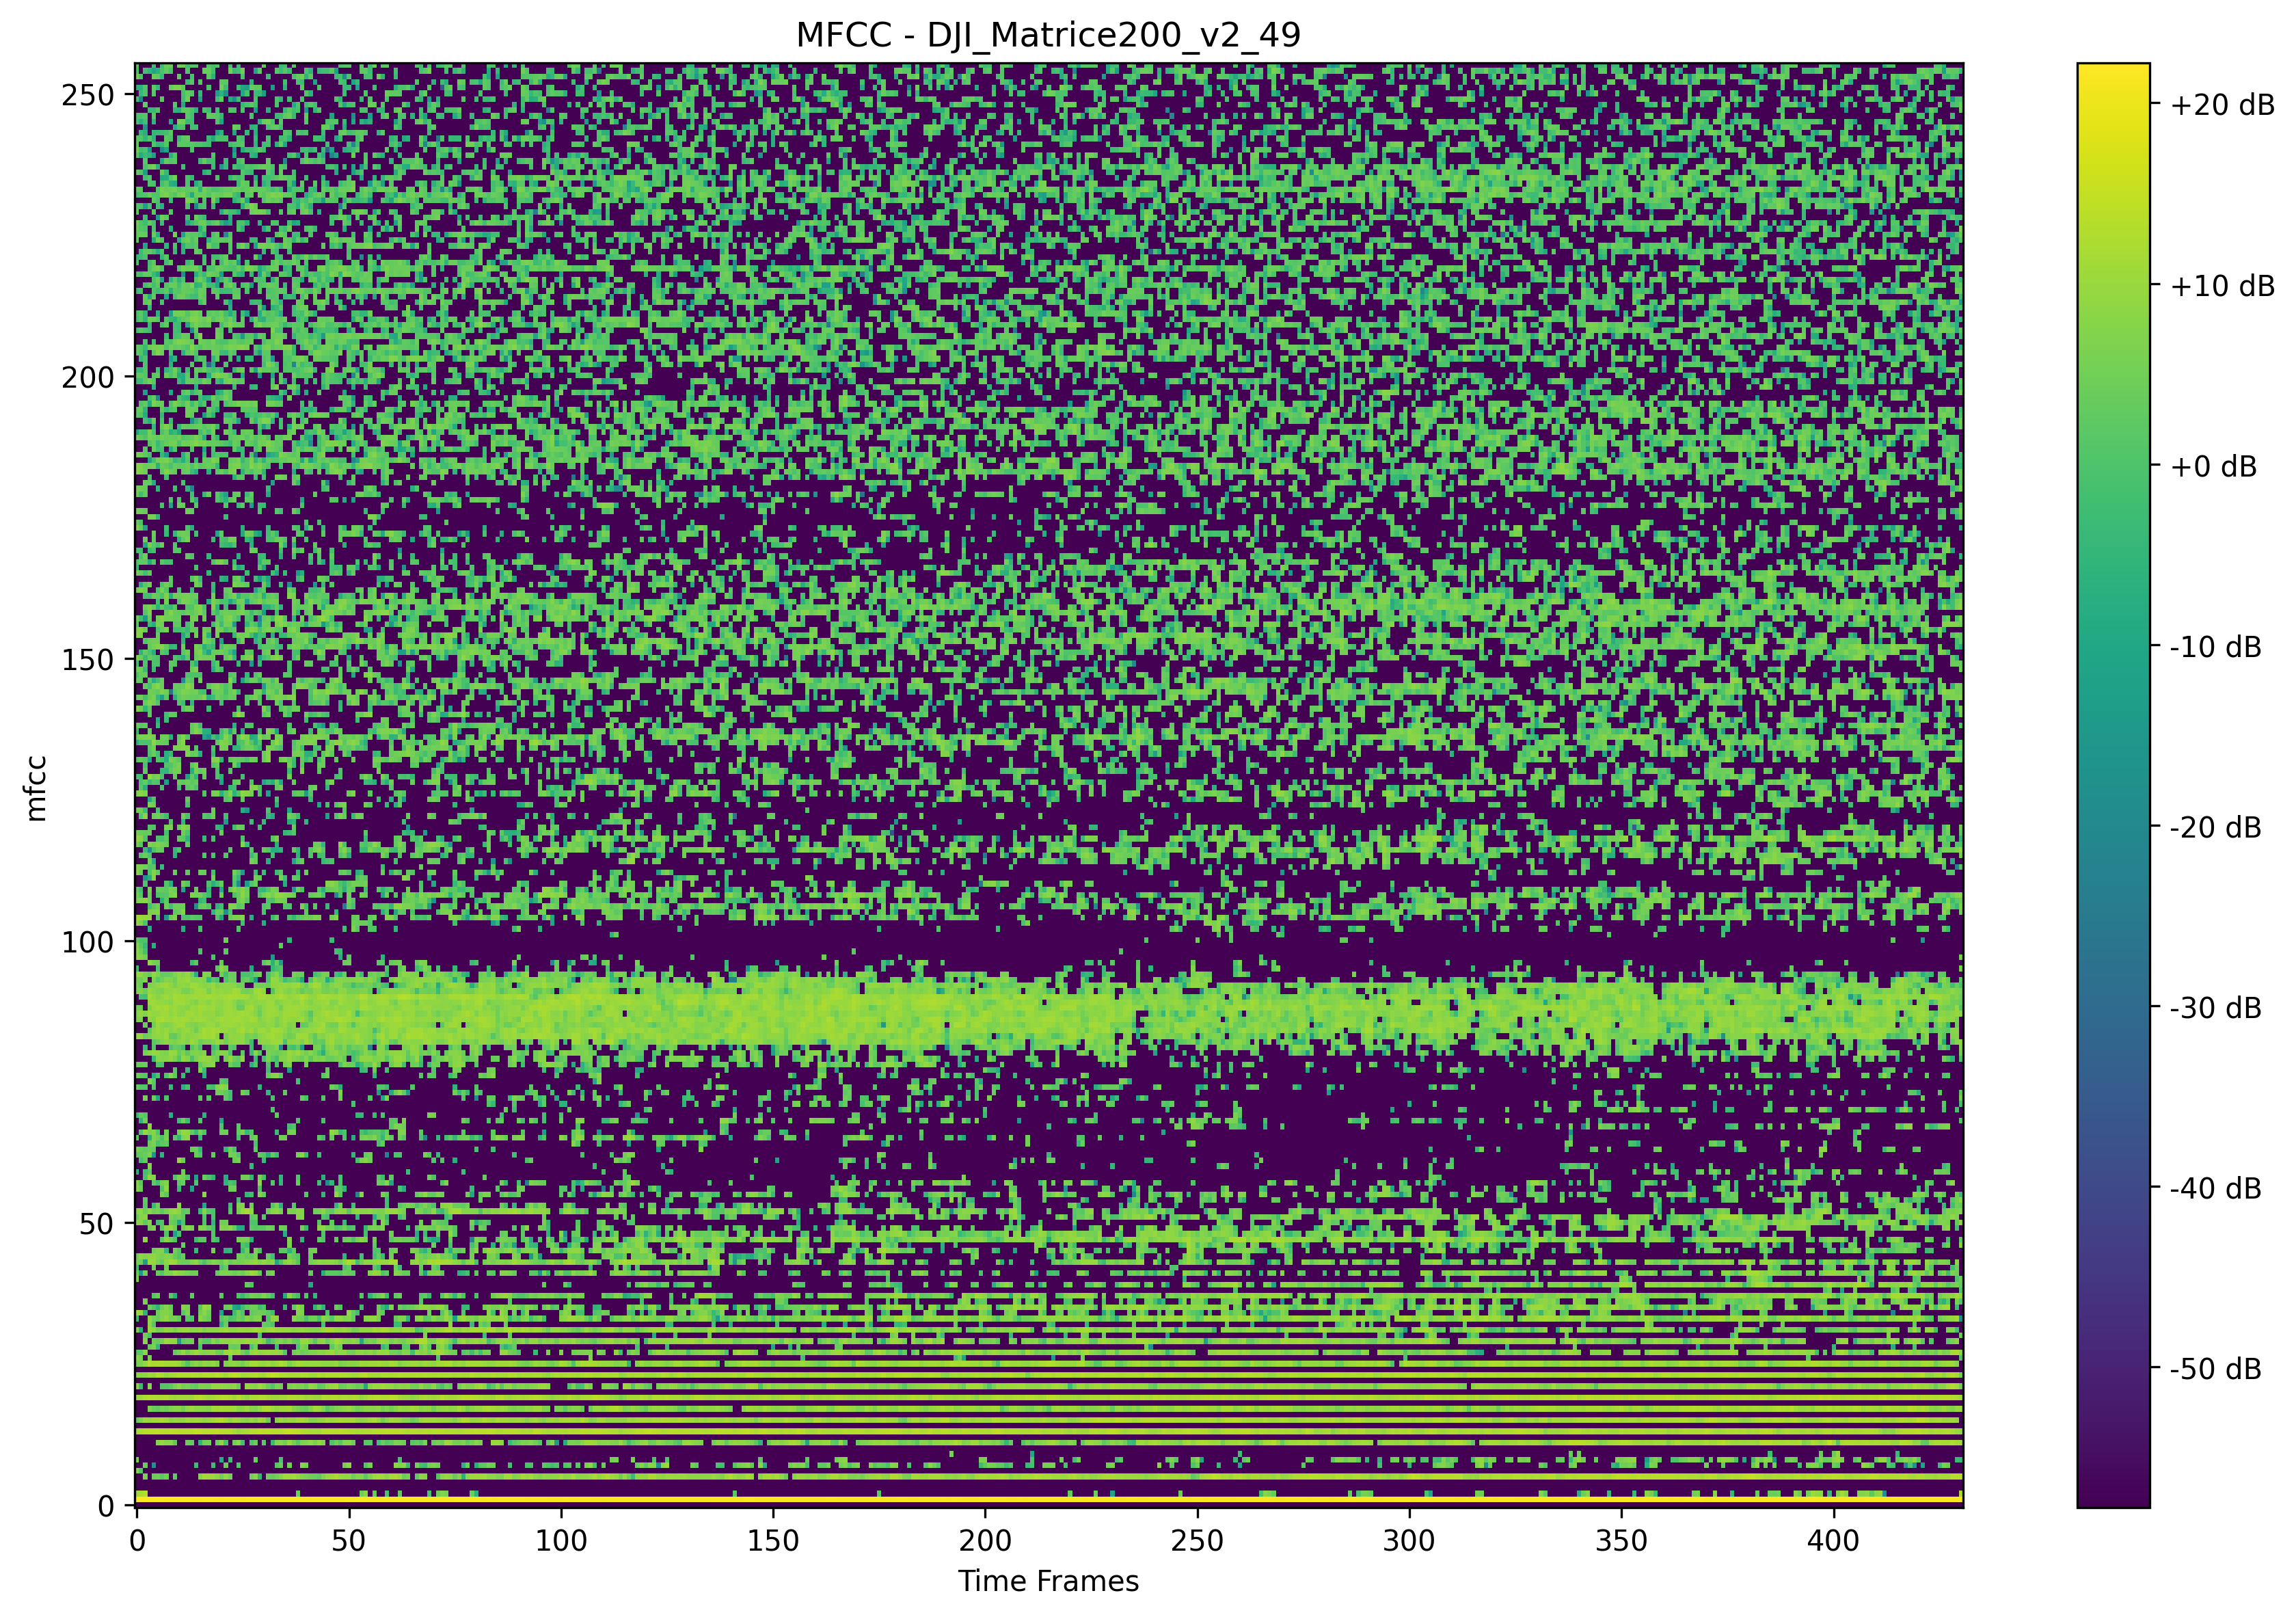 MFCC - DJI_Matrice200_v2_49
250
200
150
100
50
0
mfcc
0
50
100
150
200
250
300
350
400
Time Frames
+20 dB
+10 dB
+0 dB
-10 dB
-20 dB
-30 dB
-40 dB
-50 dB